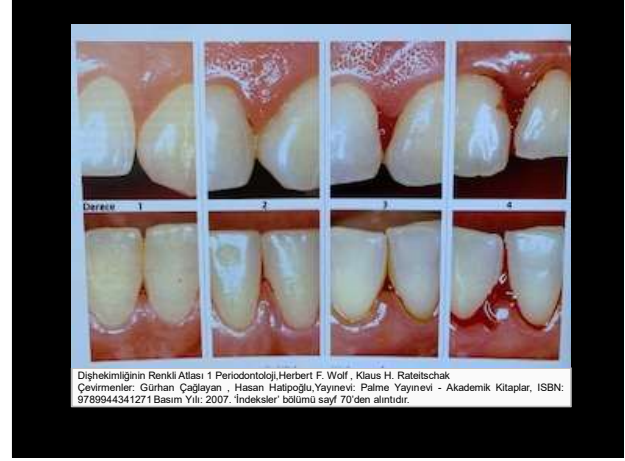 Derece 1 2 3 4
Dişhekimliğinin Renkli Atlası 1 Periodontoloji,Herbert F. Wolf , Klaus H. Rateitschak
Çevirmenler: Gürhan Çağlayan , Hasan Hatipoğlu,Yayınevi: Palme Yayınevi - Akademik Kitaplar, ISBN:
9789944341271 Basım Yılı: 2007. ‘İndeksler’ bölümü sayf 70’den alıntıdır.